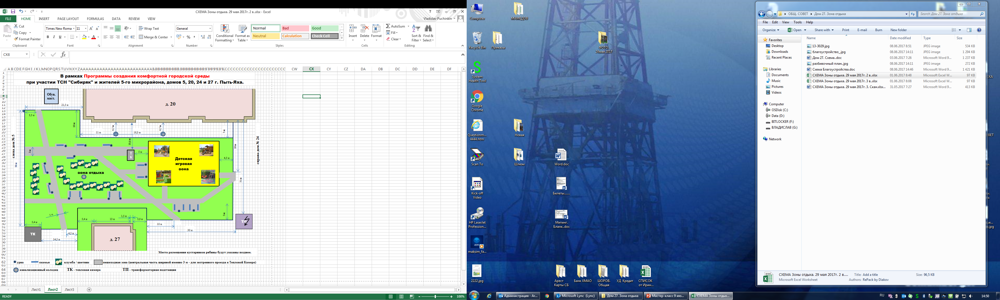 СХЕМА Зоны отдыха. 29 мая 2017г. 2 в..xlsx - Excel
FILE HOME INSERT PAGE LAYOUT FORMULAS DATA REVIEW VIEW
Vladislav Puchinkin
Paste
Cut
Copy
Format Painter
Clipboard
Times New Roma 11
B I U
Font
Wrap Text
Merge & Center
Alignment
General
Number
Conditional Formatting
Format as Table
Normal Bad Good
Neutral Calculation Check Cell
Styles
Insert Delete Format
Cells
AutoSum
Fill
Clear
Sort & Filter
Find & Select
Editing
CX8
CW CX CY CZ DA DB DC DD DE DF
В рамках Программы создания комфортной городской среды
при участии ТСН "Сибиряк" и жителей 5-го микрорайона, домов 5, 20, 24 и 27 г. Пыть-Яха.
Обув. маст.
д. 20
21,5 м
3,5 м
10 м
4,7 м
4,7 м
11 м
16,3 м
7 м
10,6 м
слева дом № 5
справа дом № 24
38 м
3 м
5 м
ТК
18 м
4,5 м
31 м
Детская
игровая
зона
зона отдыха
2 м
5,4 м
1,5 м
5,4 м
13 м
5,0 м
10 м
5 м
30 м
ТП
ТК
4,5 м
14,5 м
д. 27
Места размещения кустарников рябины будут указаны позднее.
урна
скамья
клумба / цветник
пешеходная зона (центральная часть шириной именно 3 м - для экстренного проезда к Тепловой Камере)
канализационный колодец
ТК - тепловая камера
ТП - трансформаторная подстанция
Лист1 Лист2 Лист3
READY
100%
Computer
МАМЕДОВ
Recycle Bin
Приказы
ФОТО. 24мая 2017
System Health Tool
Google Chrome
Questionm... 4444.htm
Новая
Scan To
Шлюм
Word.doc
Kick-off Video
Билеты.......
HP LaserJet Profession...
Митинг. Бланк..doc
maksim_fa...
2222.jpg
Арест Карты СБ
Банк ХМАО
ШОРОВ. Общая
УД Кредит
СПИСОК от Ирин...
ОБЩ. СОВЕТ
Дом 27. Зона отдыха
Search Дом 27. Зона отдыха
File Edit View Tools Help
Organize Open Share with Print E-mail Burn New folder
Name Date modified Type Size
Favorites
Desktop
Downloads
Recent Places
Libraries
Documents
Music
Pictures
Videos
Computer
OSDisk (C:)
Data (D:)
BITLOCKER (F:)
ВЛАДИСЛАВ (G:)
Network
13-3029.jpg 08.06.2017 8:51 JPEG image 534 KB
благоустройство_.jpg 08.06.2017 14:11 JPEG image 1 294 KB
Дом 27. Схема..doc 03.06.2017 7:26 Microsoft Word 9... 1 237 KB
разбивочный план..jpg 08.06.2017 14:11 JPEG image 272 KB
Схема Благоустройства.doc 08.06.2017 14:46 Microsoft Word 9... 1 421 KB
СХЕМА Зоны отдыха. 29 мая 2017г. 2 в..xlsx 01.06.2017 8:48 Microsoft Excel W... 97 KB
СХЕМА Зоны отдыха. 29 мая 2017г. 3 в..xlsx 01.06.2017 8:08 Microsoft Excel W... 97 KB
СХЕМА Зоны отдыха. 29 мая 2017г. 3. Скан.xlsx... 31.05.2017 7:27 Microsoft Word 9... 413 KB
СХЕМА Зоны отдыха. 29 мая 2017г. 2 в.... Title: Add a title Size: 96,5 KB
Microsoft Excel Worksheet Authors: RePack by Diakov
Администрация - Ar...
Microsoft Lync (Lync)
Дом 27. Зона отдыха
Мастер-класс 9 ию...
СХЕМА Зоны отдых...
RU
14:50